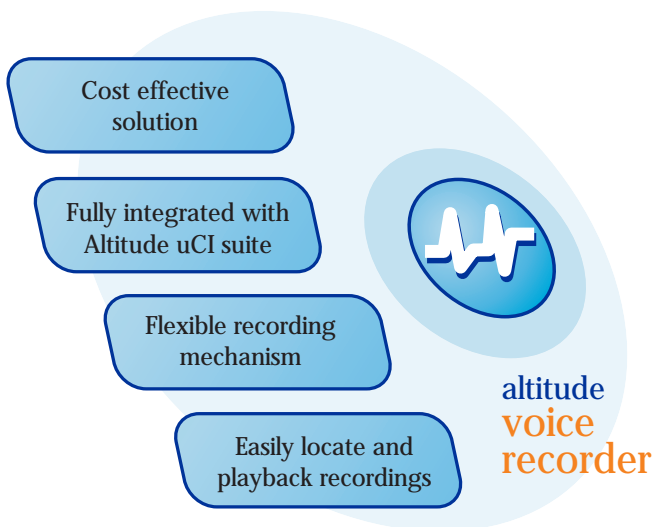 Cost effective
solution
Fully integrated with
Altitude uCI suite
Flexible recording
mechanism
Easily locate and
playback recordings
altitude
voice
recorder